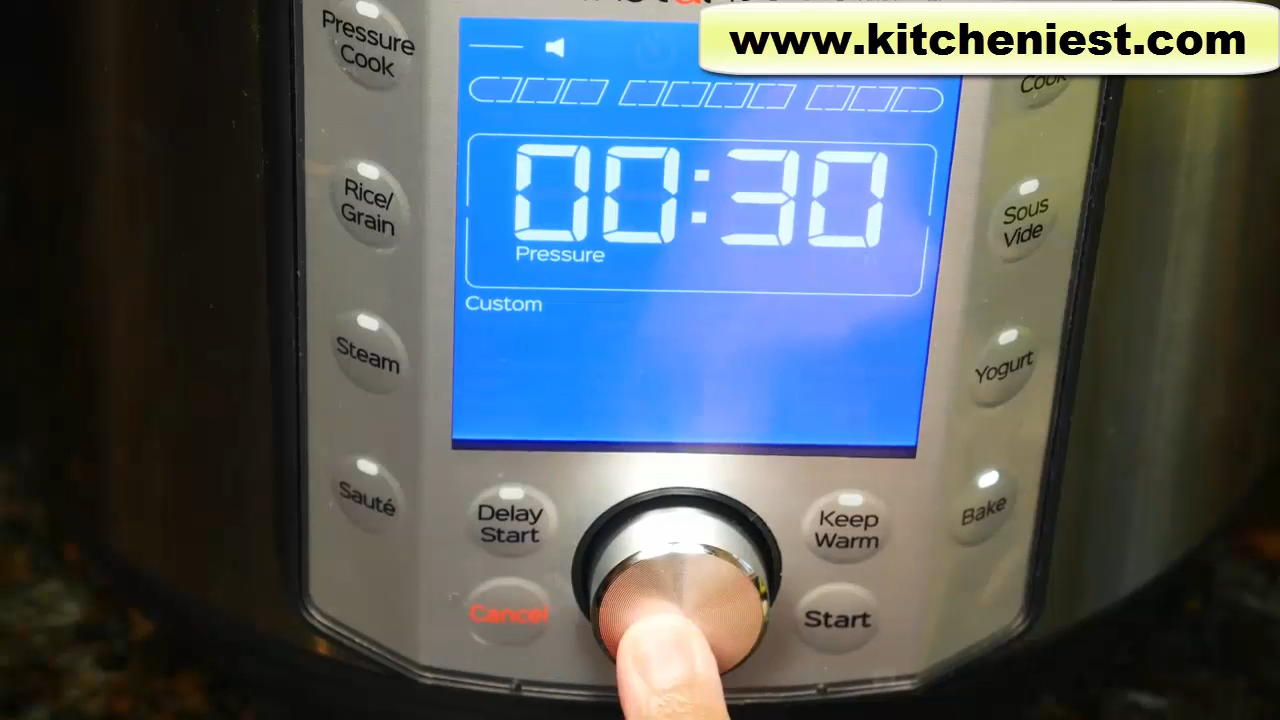 www.kitcheniest.com
Pressure
Cook
Cook
00:30
Pressure
Custom
Rice/
Grain
Sous
Vide
Steam
Yogurt
Sauté
Delay
Start
Keep
Warm
Bake
Cancel
Start